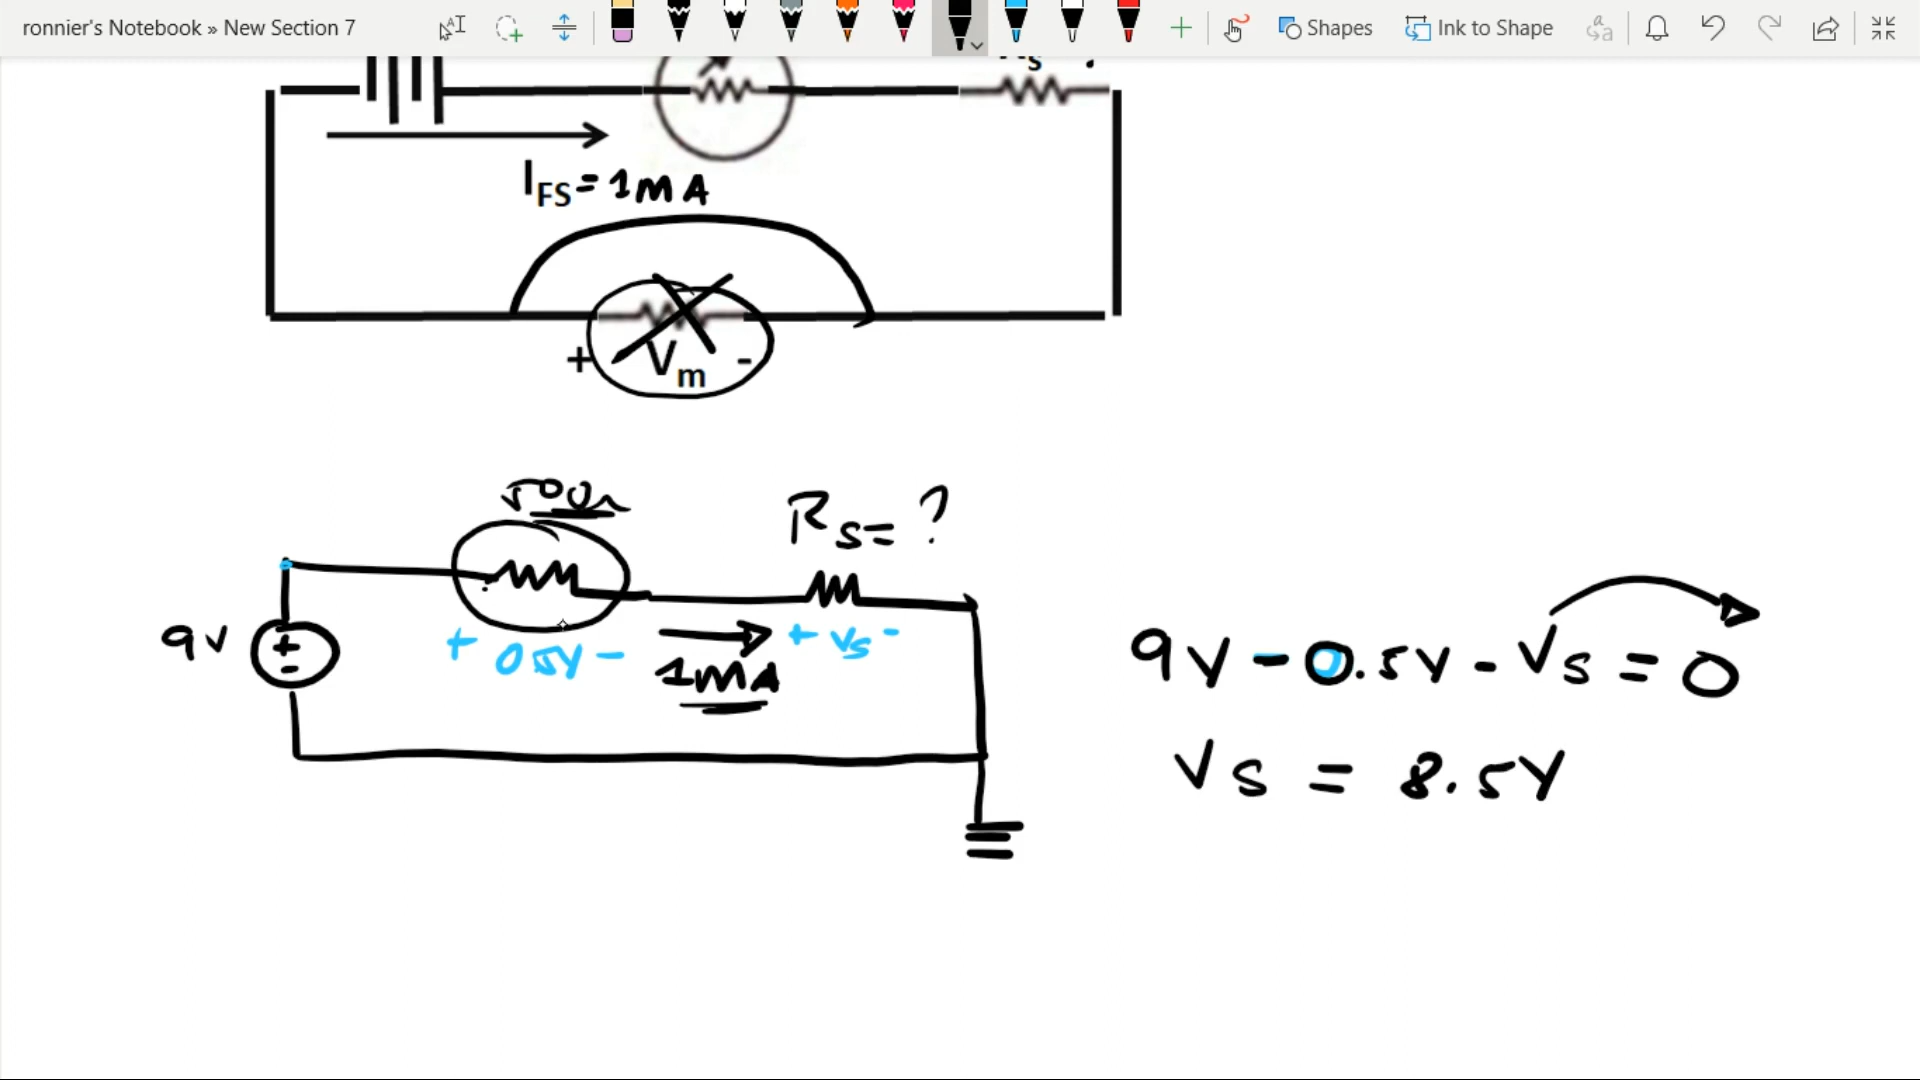 ronnier's Notebook » New Section 7
Shapes
Ink to Shape
I_FS = 1mA
+ Vm -
500Ω
Rs = ?
9V
+
-
+ 0.5V -
1mA
+ Vs -
9V - 0.5V - Vs = 0
Vs = 8.5V